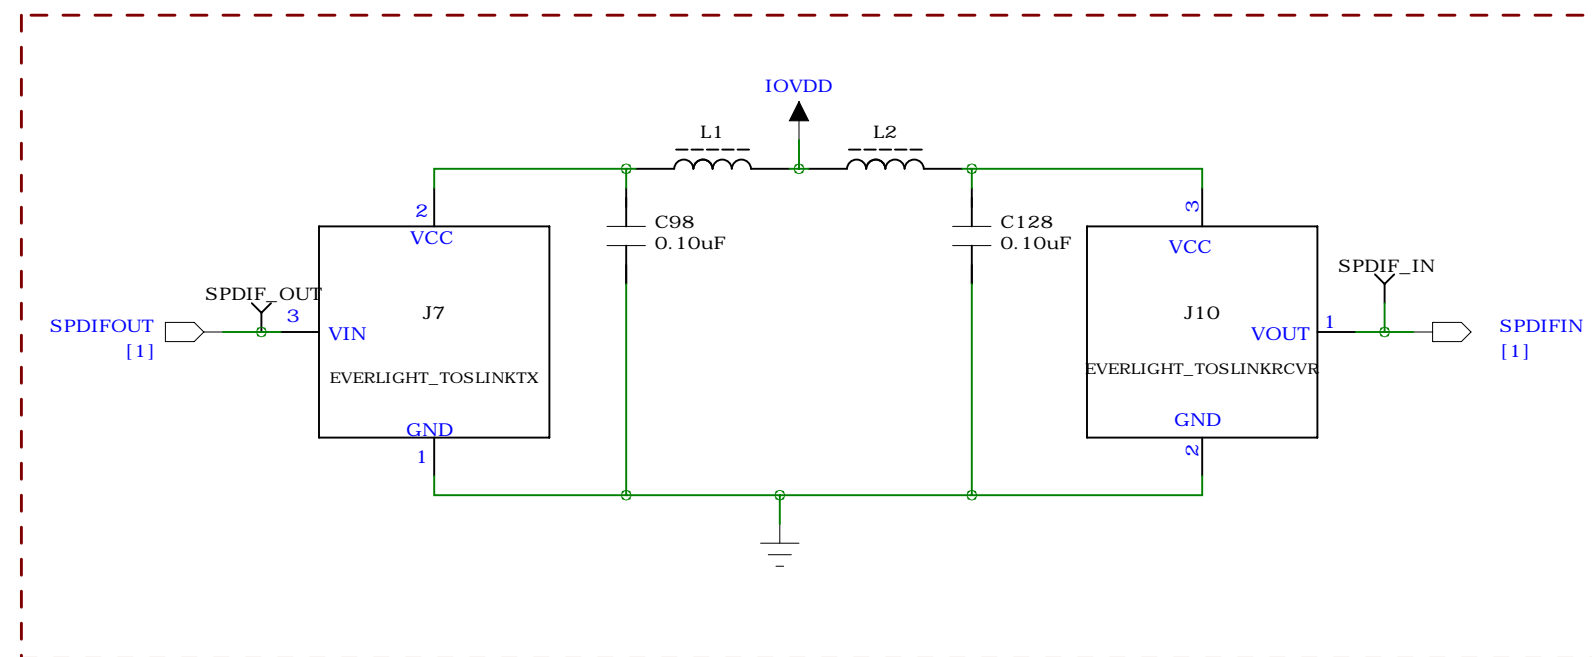 IOVDD
L1
L2
2
VCC
C98
0.10uF
C128
0.10uF
3
VCC
SPDIF_OUT
SPDIFOUT
[1]
3
VIN
J7
EVERLIGHT_TOSLINKTX
GND
1
J10
VOUT
1
EVERLIGHT_TOSLINKRCVR
GND
2
SPDIF_IN
SPDIFIN
[1]